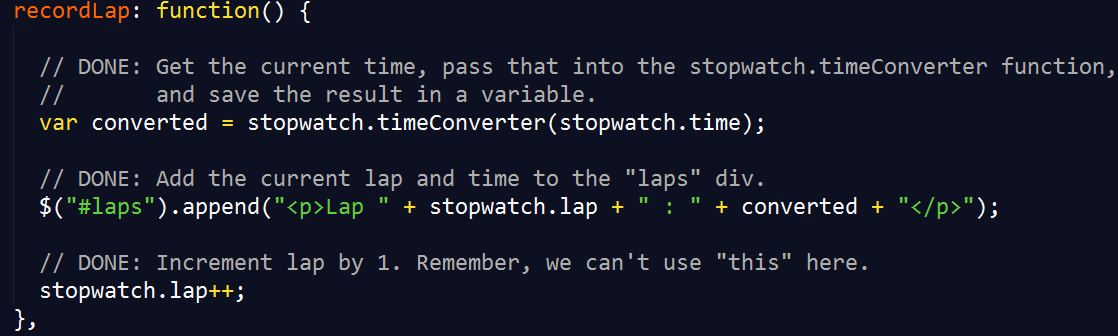 recordLap: function() {
// DONE: Get the current time, pass that into the stopwatch.timeConverter function,
//       and save the result in a variable.
var converted = stopwatch.timeConverter(stopwatch.time);
// DONE: Add the current lap and time to the "laps" div.
$("#laps").append("<p>Lap " + stopwatch.lap + " : " + converted + "</p>");
// DONE: Increment lap by 1. Remember, we can't use "this" here.
stopwatch.lap++;
},